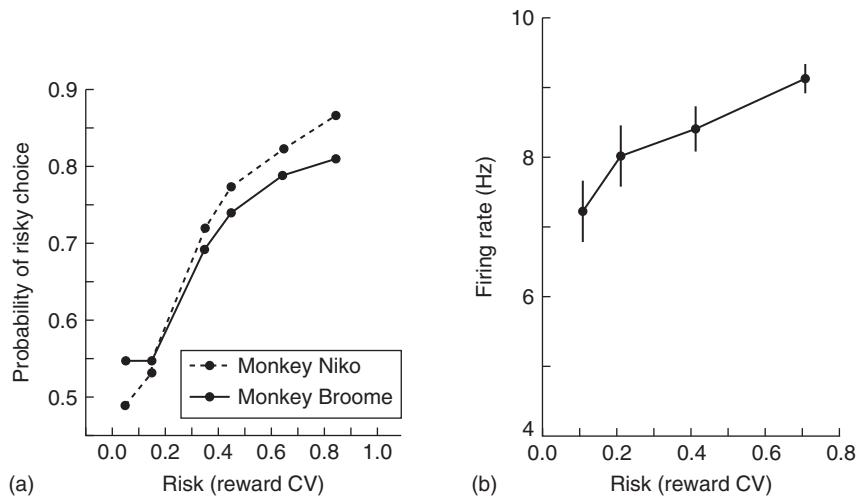 0.9
0.8
0.7
0.6
0.5
Probability of risky choice
0.0 0.2 0.4 0.6 0.8 1.0
Risk (reward CV)
Monkey Niko
Monkey Broome
(a)
10
8
6
4
Firing rate (Hz)
0.0 0.2 0.4 0.6 0.8
Risk (reward CV)
(b)